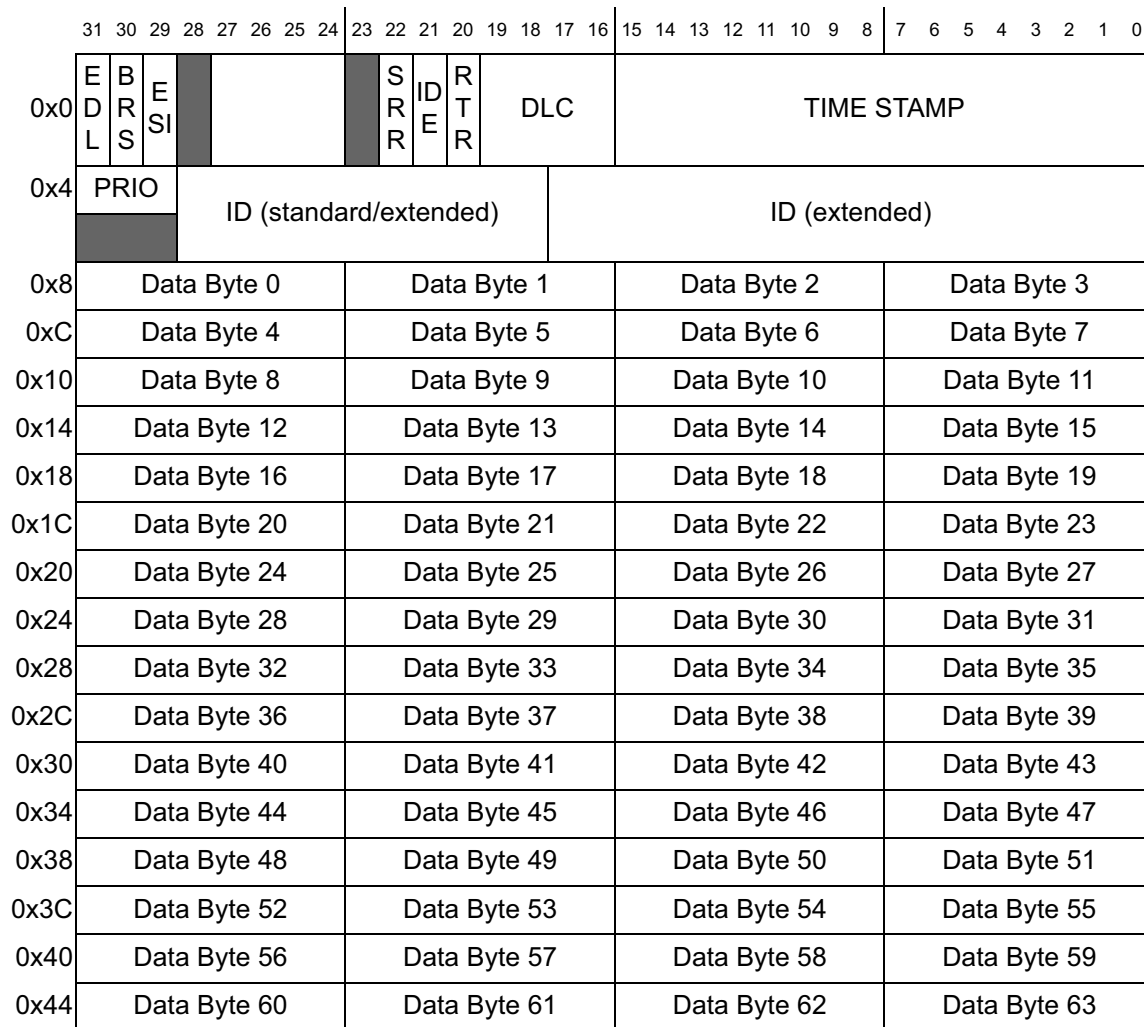 31 30 29 28 27 26 25 24 23 22 21 20 19 18 17 16 15 14 13 12 11 10 9 8 7 6 5 4 3 2 1 0
0x0 EDL BRS ESI SRR IDE RTR DLC TIME STAMP
0x4 PRIO ID (standard/extended) ID (extended)
0x8 Data Byte 0 Data Byte 1 Data Byte 2 Data Byte 3
0xC Data Byte 4 Data Byte 5 Data Byte 6 Data Byte 7
0x10 Data Byte 8 Data Byte 9 Data Byte 10 Data Byte 11
0x14 Data Byte 12 Data Byte 13 Data Byte 14 Data Byte 15
0x18 Data Byte 16 Data Byte 17 Data Byte 18 Data Byte 19
0x1C Data Byte 20 Data Byte 21 Data Byte 22 Data Byte 23
0x20 Data Byte 24 Data Byte 25 Data Byte 26 Data Byte 27
0x24 Data Byte 28 Data Byte 29 Data Byte 30 Data Byte 31
0x28 Data Byte 32 Data Byte 33 Data Byte 34 Data Byte 35
0x2C Data Byte 36 Data Byte 37 Data Byte 38 Data Byte 39
0x30 Data Byte 40 Data Byte 41 Data Byte 42 Data Byte 43
0x34 Data Byte 44 Data Byte 45 Data Byte 46 Data Byte 47
0x38 Data Byte 48 Data Byte 49 Data Byte 50 Data Byte 51
0x3C Data Byte 52 Data Byte 53 Data Byte 54 Data Byte 55
0x40 Data Byte 56 Data Byte 57 Data Byte 58 Data Byte 59
0x44 Data Byte 60 Data Byte 61 Data Byte 62 Data Byte 63